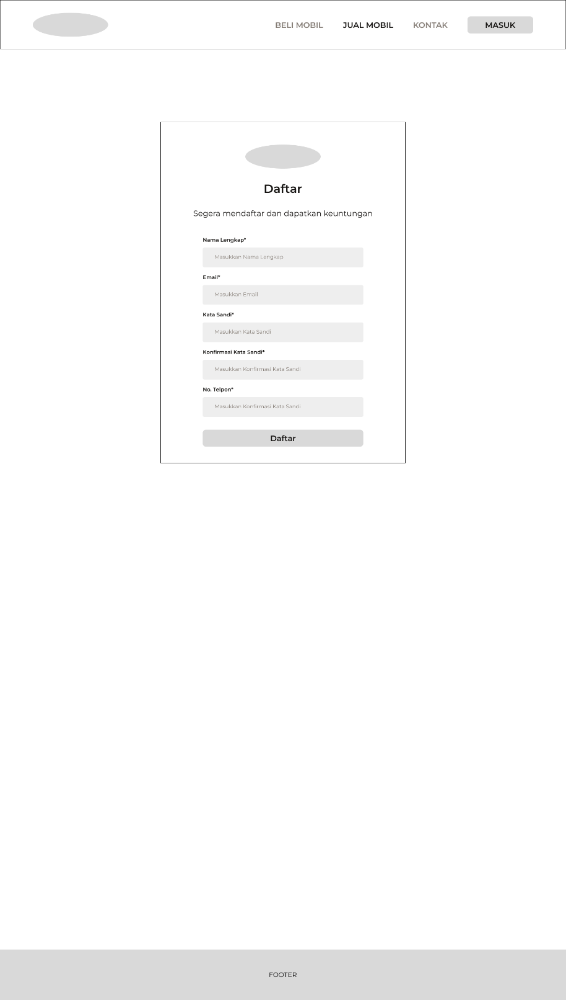 BELI MOBIL JUAL MOBIL KONTAK MASUK
Daftar
Segera mendaftar dan dapatkan keuntungan
Nama Lengkap*
Masukkan Nama Lengkap
Email*
Masukkan Email
Kata Sandi*
Masukkan Kata Sandi
Konfirmasi Kata Sandi*
Masukkan Konfirmasi Kata Sandi
No. Telpon*
Masukkan Konfirmasi Kata Sandi
Daftar
FOOTER